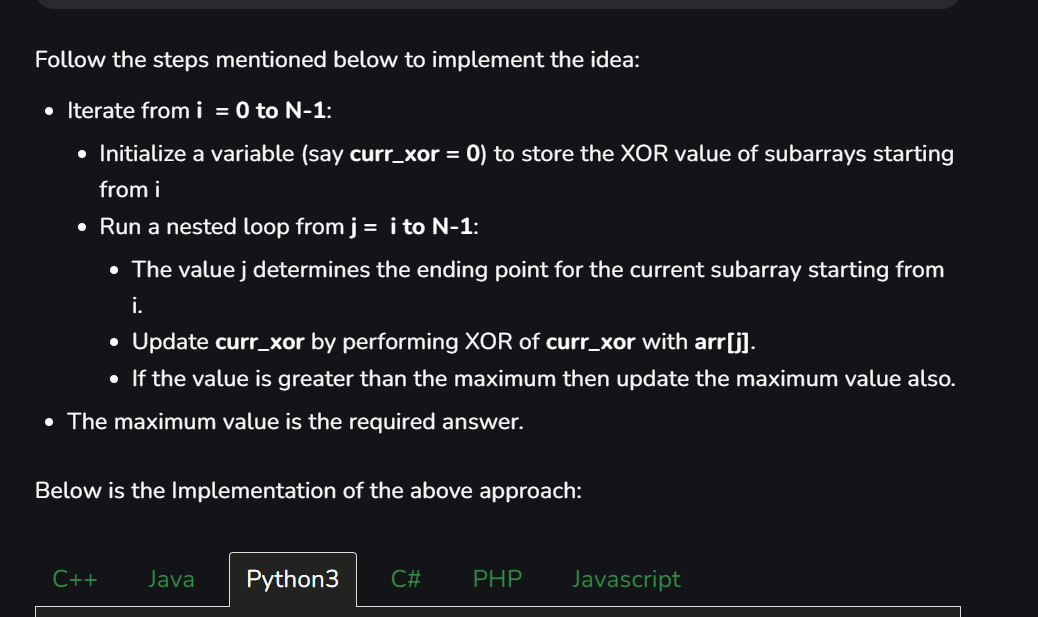 Follow the steps mentioned below to implement the idea:
• Iterate from i = 0 to N-1:
• Initialize a variable (say curr_xor = 0) to store the XOR value of subarrays starting
from i
• Run a nested loop from j = i to N-1:
• The value j determines the ending point for the current subarray starting from
i.
• Update curr_xor by performing XOR of curr_xor with arr[j].
• If the value is greater than the maximum then update the maximum value also.
• The maximum value is the required answer.
Below is the Implementation of the above approach:
C++ Java Python3 C# PHP Javascript